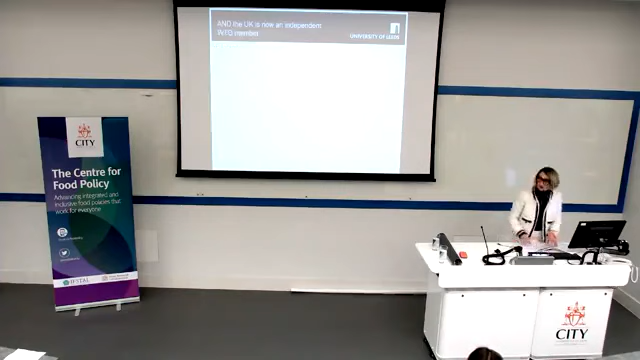 AND the UK is now an independent
WTO member
UNIVERSITY OF LEEDS
CITY
The Centre for
Food Policy
Advancing integrated and
inclusive food policies that
work for everyone
IFSTAL
CITY